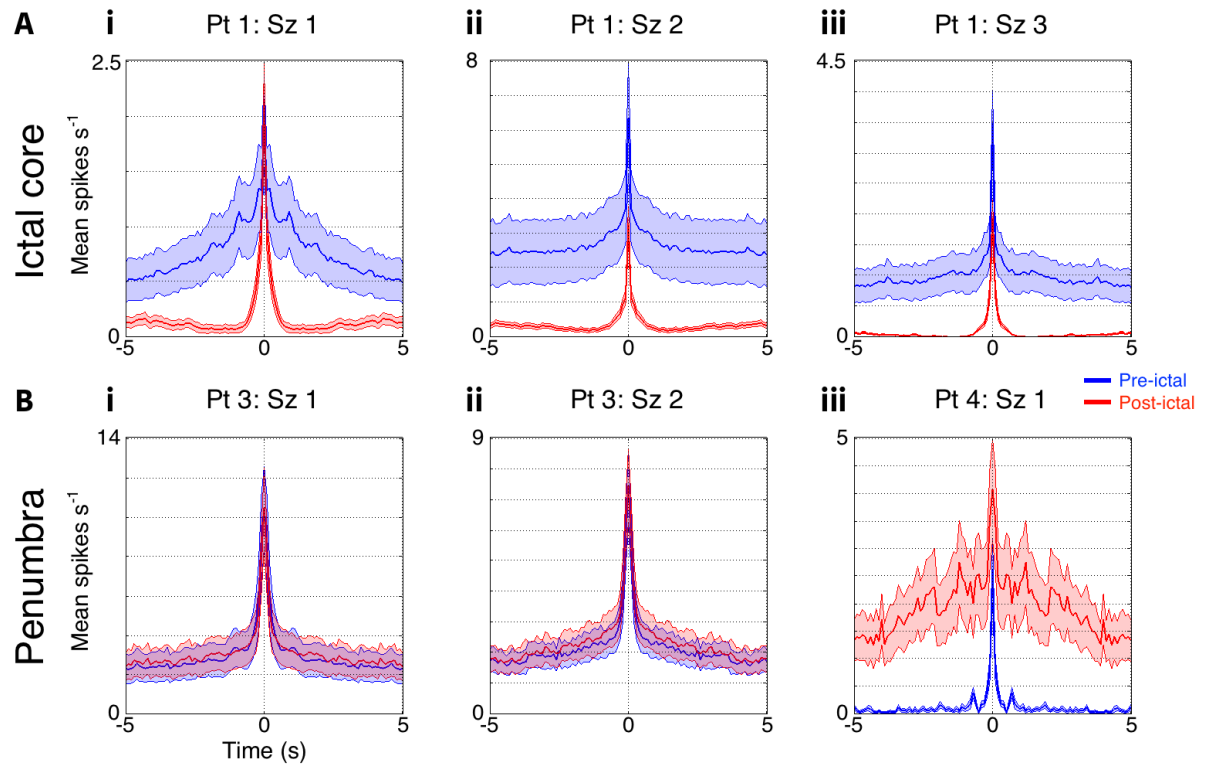 A i Pt 1: Sz 1 ii Pt 1: Sz 2 iii Pt 1: Sz 3
Ictal core
Mean spikes s-1
2.5
0
-5 0 5
8
0
-5 0 5
4.5
0
-5 0 5
Pre-ictal
Post-ictal
B i Pt 3: Sz 1 ii Pt 3: Sz 2 iii Pt 4: Sz 1
Penumbra
Mean spikes s-1
14
0
-5 0 5
Time (s)
9
0
-5 0 5
5
0
-5 0 5